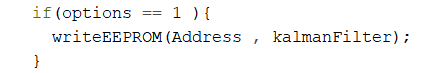 if(options == 1 ){
writeEEPROM(Address , kalmanFilter);
}